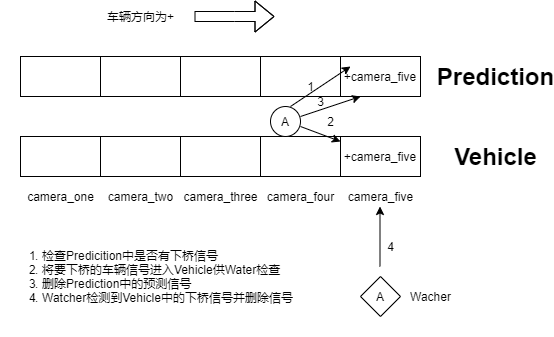 车辆方向为+
+camera_five
Prediction
1
3
A
2
+camera_five
Vehicle
camera_one camera_two camera_three camera_four camera_five
4
1. 检查Predicition中是否有下桥信号
2. 将要下桥的车辆信号进入Vehicle供Water检查
3. 删除Prediction中的预测信号
4. Watcher检测到Vehicle中的下桥信号并删除信号
A
Wacher